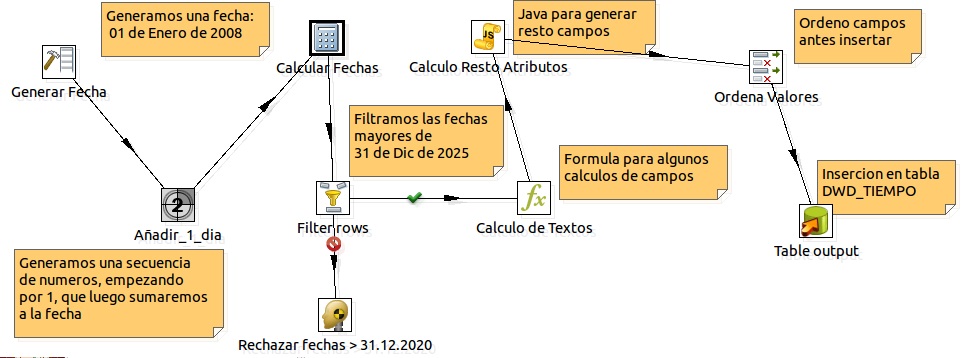 Generamos una fecha:
01 de Enero de 2008
Generar Fecha
Calcular Fechas
Java para generar
resto campos
Calculo Resto Atributos
Ordeno campos
antes insertar
Ordena Valores
Filtramos las fechas
mayores de
31 de Dic de 2025
Formula para algunos
calculos de campos
Insercion en tabla
DWD_TIEMPO
2
Añadir_1_dia
Filter rows
fx
Calculo de Textos
JS
Table output
Generamos una secuencia
de numeros, empezando
por 1, que luego sumaremos
a la fecha
Rechazar fechas > 31.12.2020